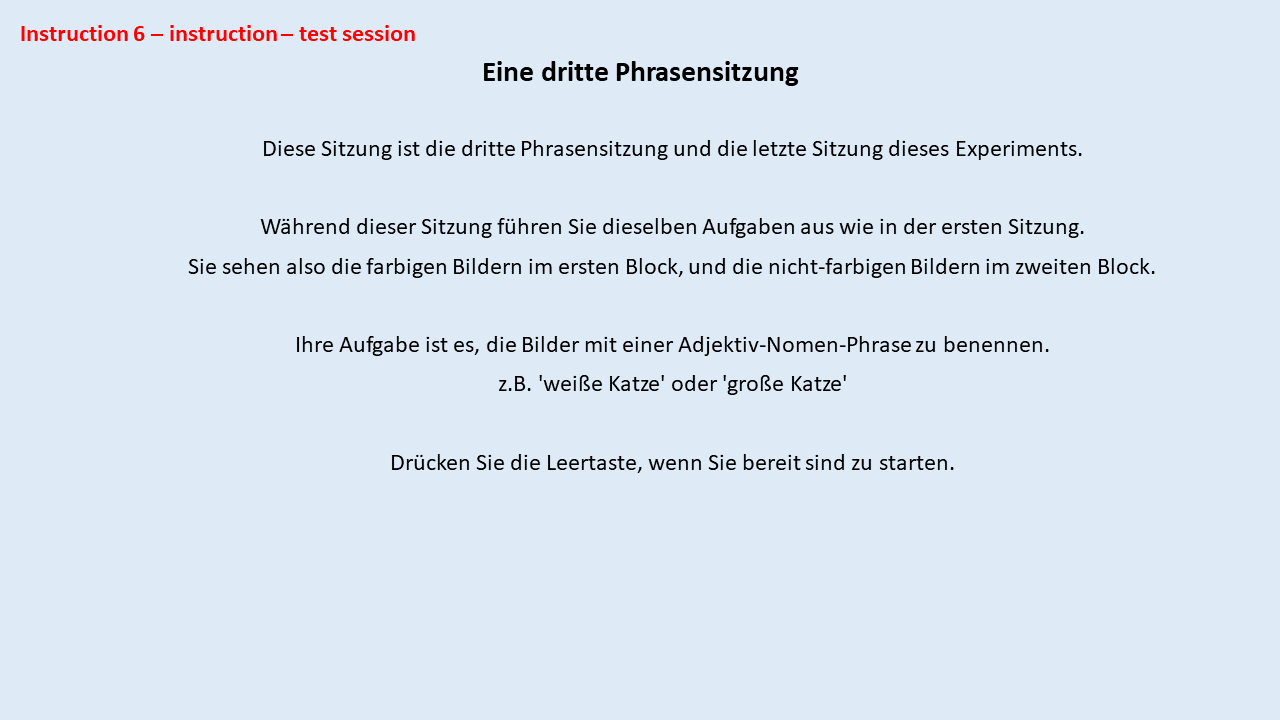 Instruction 6 – instruction – test session
Eine dritte Phrasensitzung
Diese Sitzung ist die dritte Phrasensitzung und die letzte Sitzung dieses Experiments.
Während dieser Sitzung führen Sie dieselben Aufgaben aus wie in der ersten Sitzung.
Sie sehen also die farbigen Bildern im ersten Block, und die nicht-farbigen Bildern im zweiten Block.
Ihre Aufgabe ist es, die Bilder mit einer Adjektiv-Nomen-Phrase zu benennen.
z.B. 'weiße Katze' oder 'große Katze'
Drücken Sie die Leertaste, wenn Sie bereit sind zu starten.